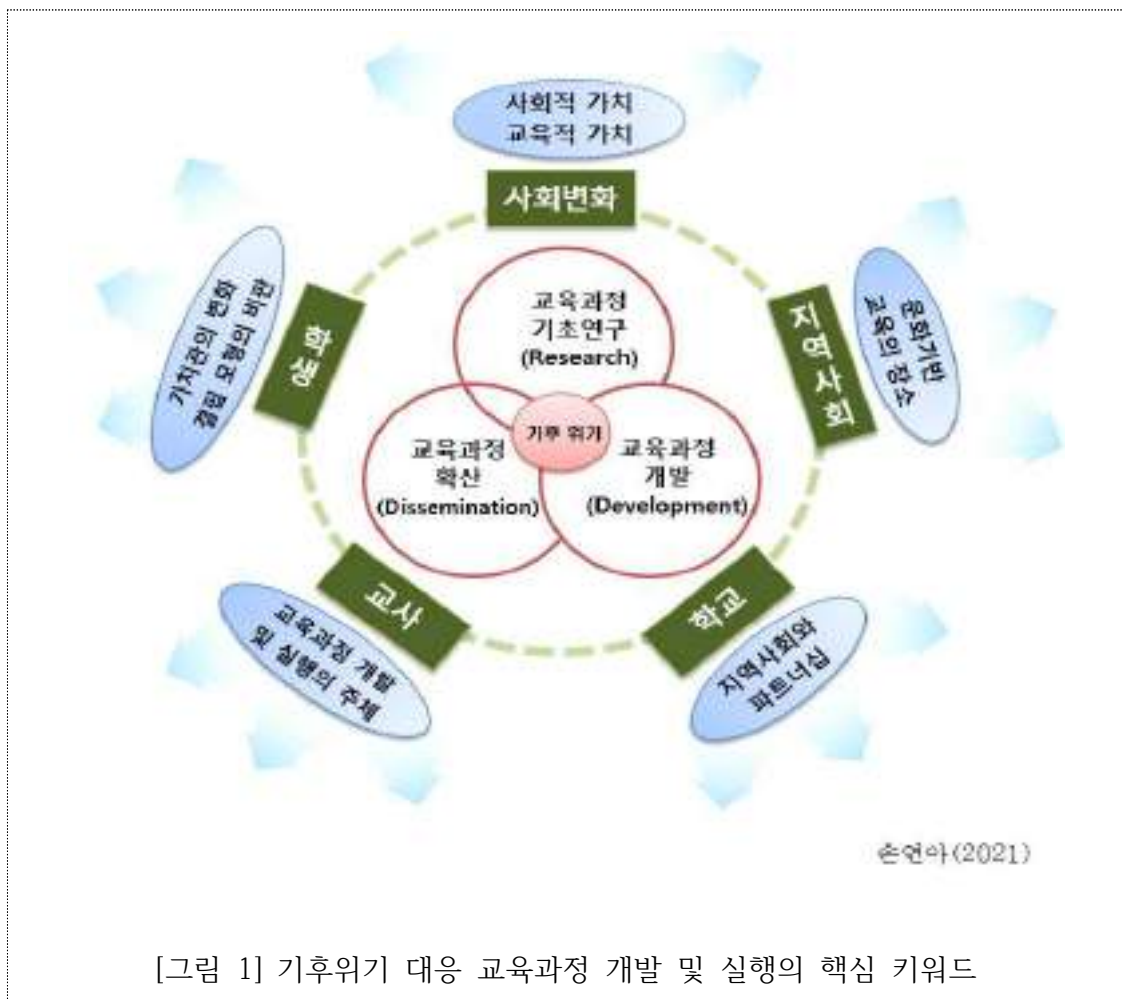 사회적 가치
교육적 가치
사회변화
교육과정
기초연구
(Research)
기후 위기
교육과정
확산
(Dissemination)
교육과정
개발
(Development)
학생
가치관의 변화
결핍 모형의 비판
지역사회
문화기반
교육의 장소
교사
교육과정 개발
및 실행의 주체
학교
지역사회와
파트너십
손연아(2021)
[그림 1] 기후위기 대응 교육과정 개발 및 실행의 핵심 키워드